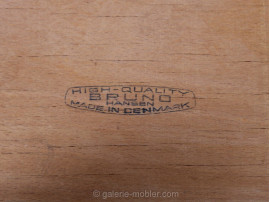 HIGH-QUALITY
BRUNO
HANSEN
MADE IN DENMARK
© galerie-mobler.com